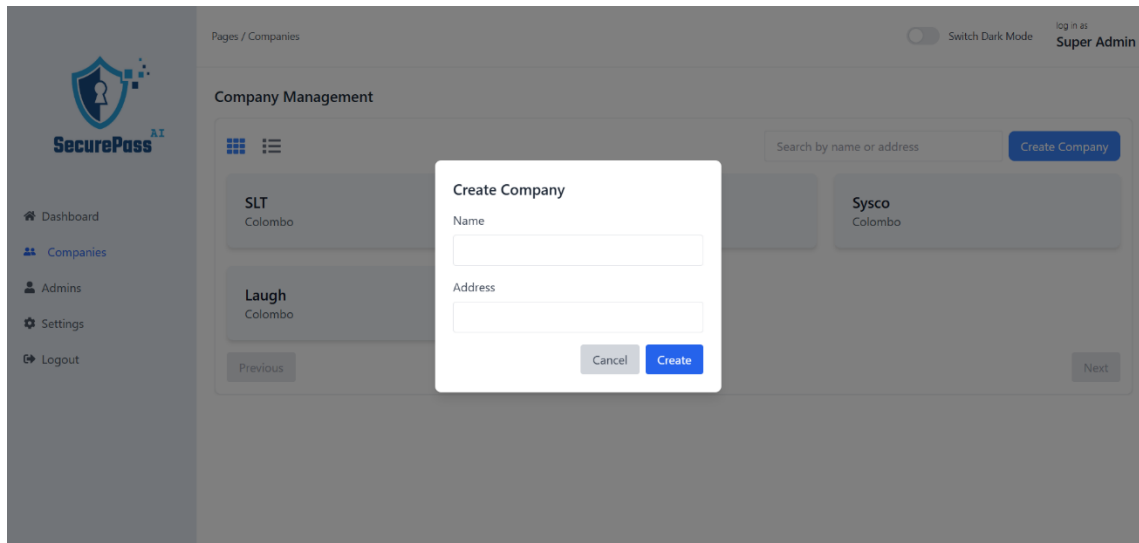 Pages / Companies
Switch Dark Mode
log in as
Super Admin
SecurePass AI
Company Management
Search by name or address
Create Company
SLT
Colombo
Sysco
Colombo
Laugh
Colombo
Previous
Next
Dashboard
Companies
Admins
Settings
Logout
Create Company
Name
Address
Cancel
Create